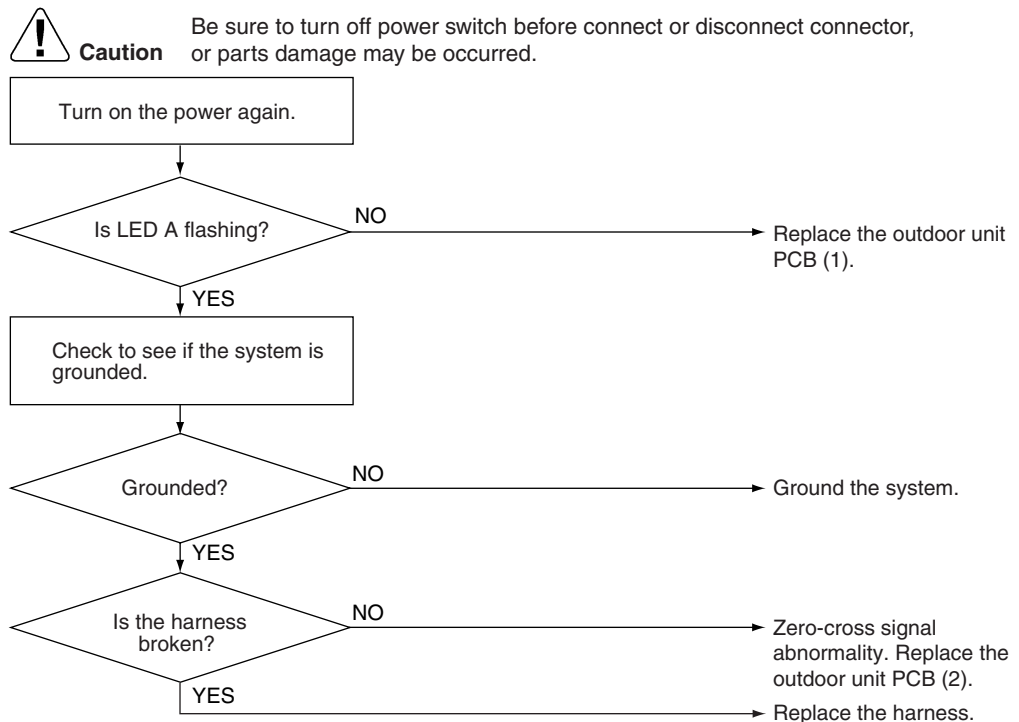 !
Caution
Be sure to turn off power switch before connect or disconnect connector,
or parts damage may be occurred.
Turn on the power again.
Is LED A flashing?
NO
Replace the outdoor unit
PCB (1).
YES
Check to see if the system is
grounded.
Grounded?
NO
Ground the system.
YES
Is the harness
broken?
NO
Zero-cross signal
abnormality. Replace the
outdoor unit PCB (2).
YES
Replace the harness.